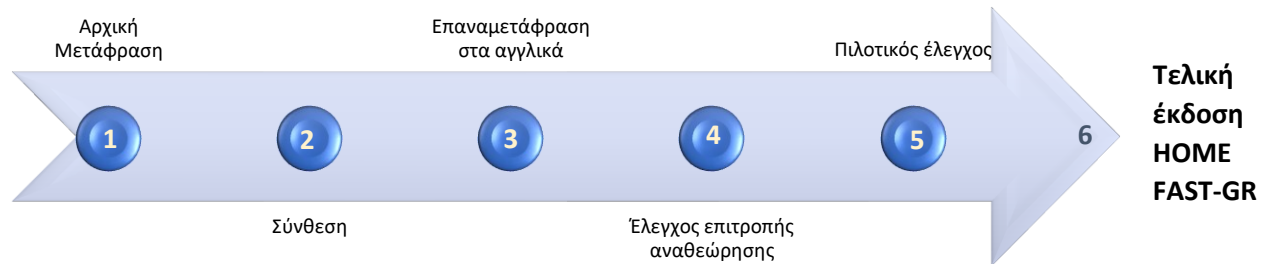 Αρχική
Μετάφραση
Επαναμετάφραση
στα αγγλικά
Πιλοτικός έλεγχος
1
2
3
4
5
6
Σύνθεση
Έλεγχος επιτροπής
αναθεώρησης
Τελική
έκδοση
HOME
FAST-GR